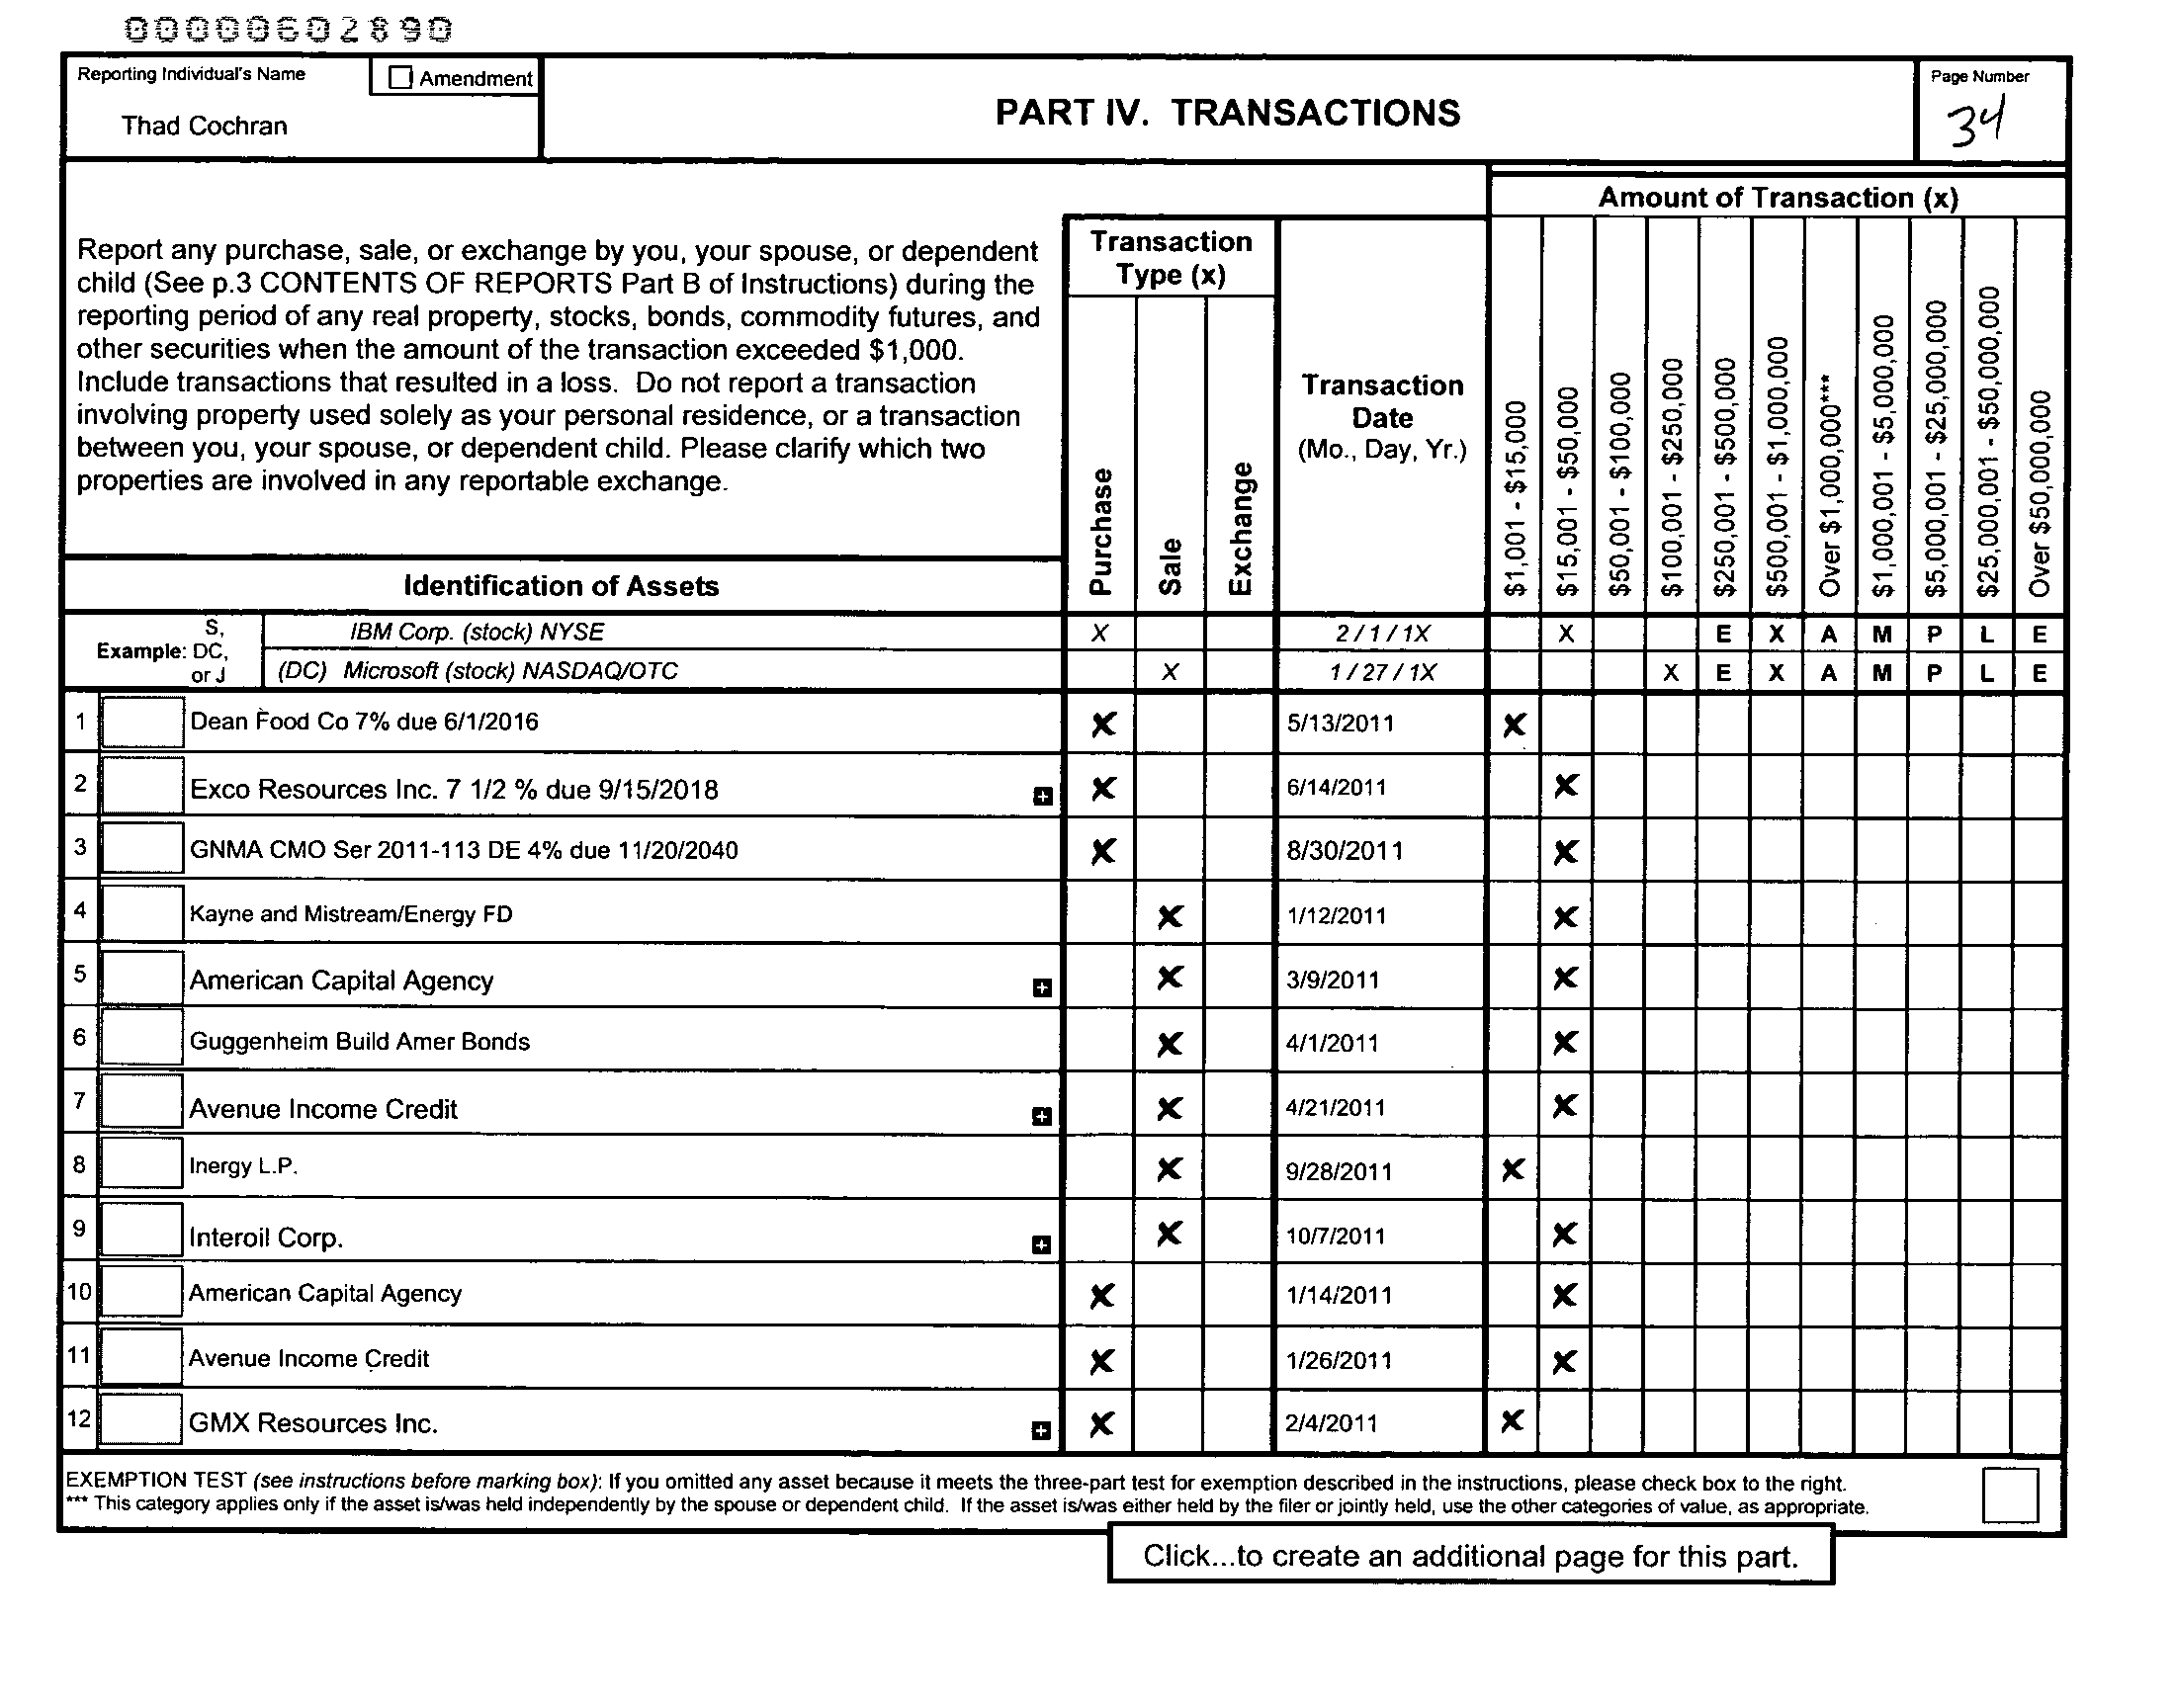 00000602890
Reporting Individual's Name
Amendment
Thad Cochran
PART IV. TRANSACTIONS
Page Number
34
Report any purchase, sale, or exchange by you, your spouse, or dependent
child (See p.3 CONTENTS OF REPORTS Part B of Instructions) during the
reporting period of any real property, stocks, bonds, commodity futures, and
other securities when the amount of the transaction exceeded $1,000.
Include transactions that resulted in a loss. Do not report a transaction
involving property used solely as your personal residence, or a transaction
between you, your spouse, or dependent child. Please clarify which two
properties are involved in any reportable exchange.
Identification of Assets
Transaction
Type (x)
Purchase
Sale
Exchange
Transaction
Date
(Mo., Day, Yr.)
Amount of Transaction (x)
$1,001 - $15,000
$15,001 - $50,000
$50,001 - $100,000
$100,001 - $250,000
$250,001 - $500,000
$500,001 - $1,000,000
Over $1,000,000***
$1,000,001 - $5,000,000
$5,000,001 - $25,000,000
$25,000,001 - $50,000,000
Over $50,000,000
Example: S, DC, or J
IBM Corp. (stock) NYSE X 2 / 1 / 1X X E X A M P L E
(DC) Microsoft (stock) NASDAQ/OTC X 1 / 27 / 1X X E X A M P L E
1 Dean Food Co 7% due 6/1/2016 X 5/13/2011 X
2 Exco Resources Inc. 7 1/2 % due 9/15/2018 + X 6/14/2011 X
3 GNMA CMO Ser 2011-113 DE 4% due 11/20/2040 X 8/30/2011 X
4 Kayne and Mistream/Energy FD X 1/12/2011 X
5 American Capital Agency + X 3/9/2011 X
6 Guggenheim Build Amer Bonds X 4/1/2011 X
7 Avenue Income Credit + X 4/21/2011 X
8 Inergy L.P. X 9/28/2011 X
9 Interoil Corp. + X 10/7/2011 X
10 American Capital Agency X 1/14/2011 X
11 Avenue Income Credit X 1/26/2011 X
12 GMX Resources Inc. + X 2/4/2011 X
EXEMPTION TEST (see instructions before marking box): If you omitted any asset because it meets the three-part test for exemption described in the instructions, please check box to the right.
*** This category applies only if the asset is/was held independently by the spouse or dependent child. If the asset is/was either held by the filer or jointly held, use the other categories of value, as appropriate.
Click...to create an additional page for this part.